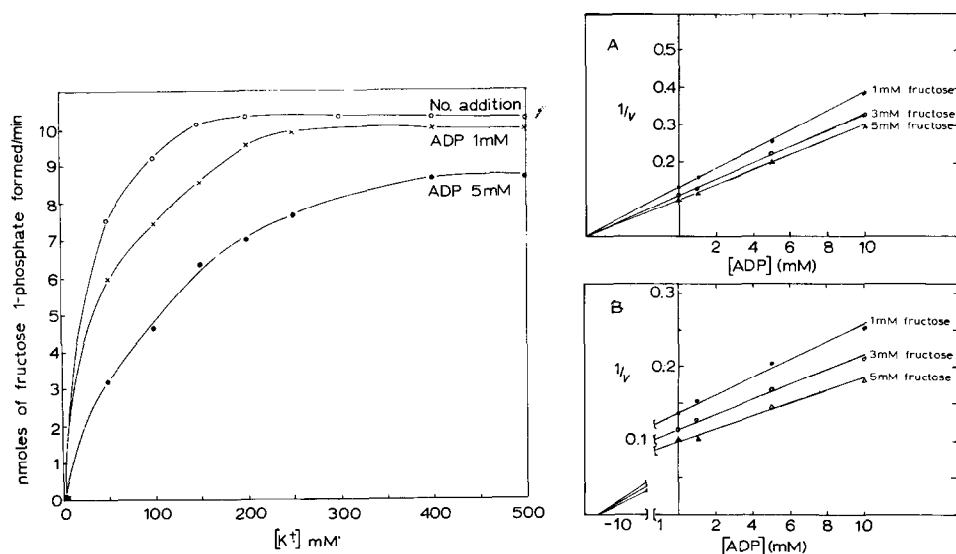 nmoles of fructose 1-phosphate formed/min
10
9
8
7
6
5
4
3
2
1
0
No. addition
ADP 1mM
ADP 5mM
0 100 200 300 400 500
[K+] mM
A
0.5
0.4
1/v
0.3
0.2
1mM fructose
3mM fructose
5mM fructose
2 4 6 8 10
[ADP] (mM)
B
0.3
1/v
0.2
0.1
1mM fructose
3mM fructose
5mM fructose
-10 1 2 4 6 8 10
[ADP] (mM)